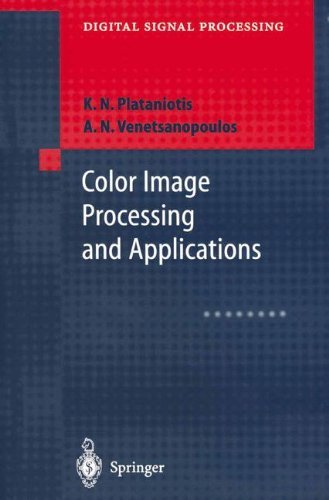 DIGITAL SIGNAL PROCESSING
K. N. Plataniotis
A. N. Venetsanopoulos
Color Image
Processing
and Applications
Springer